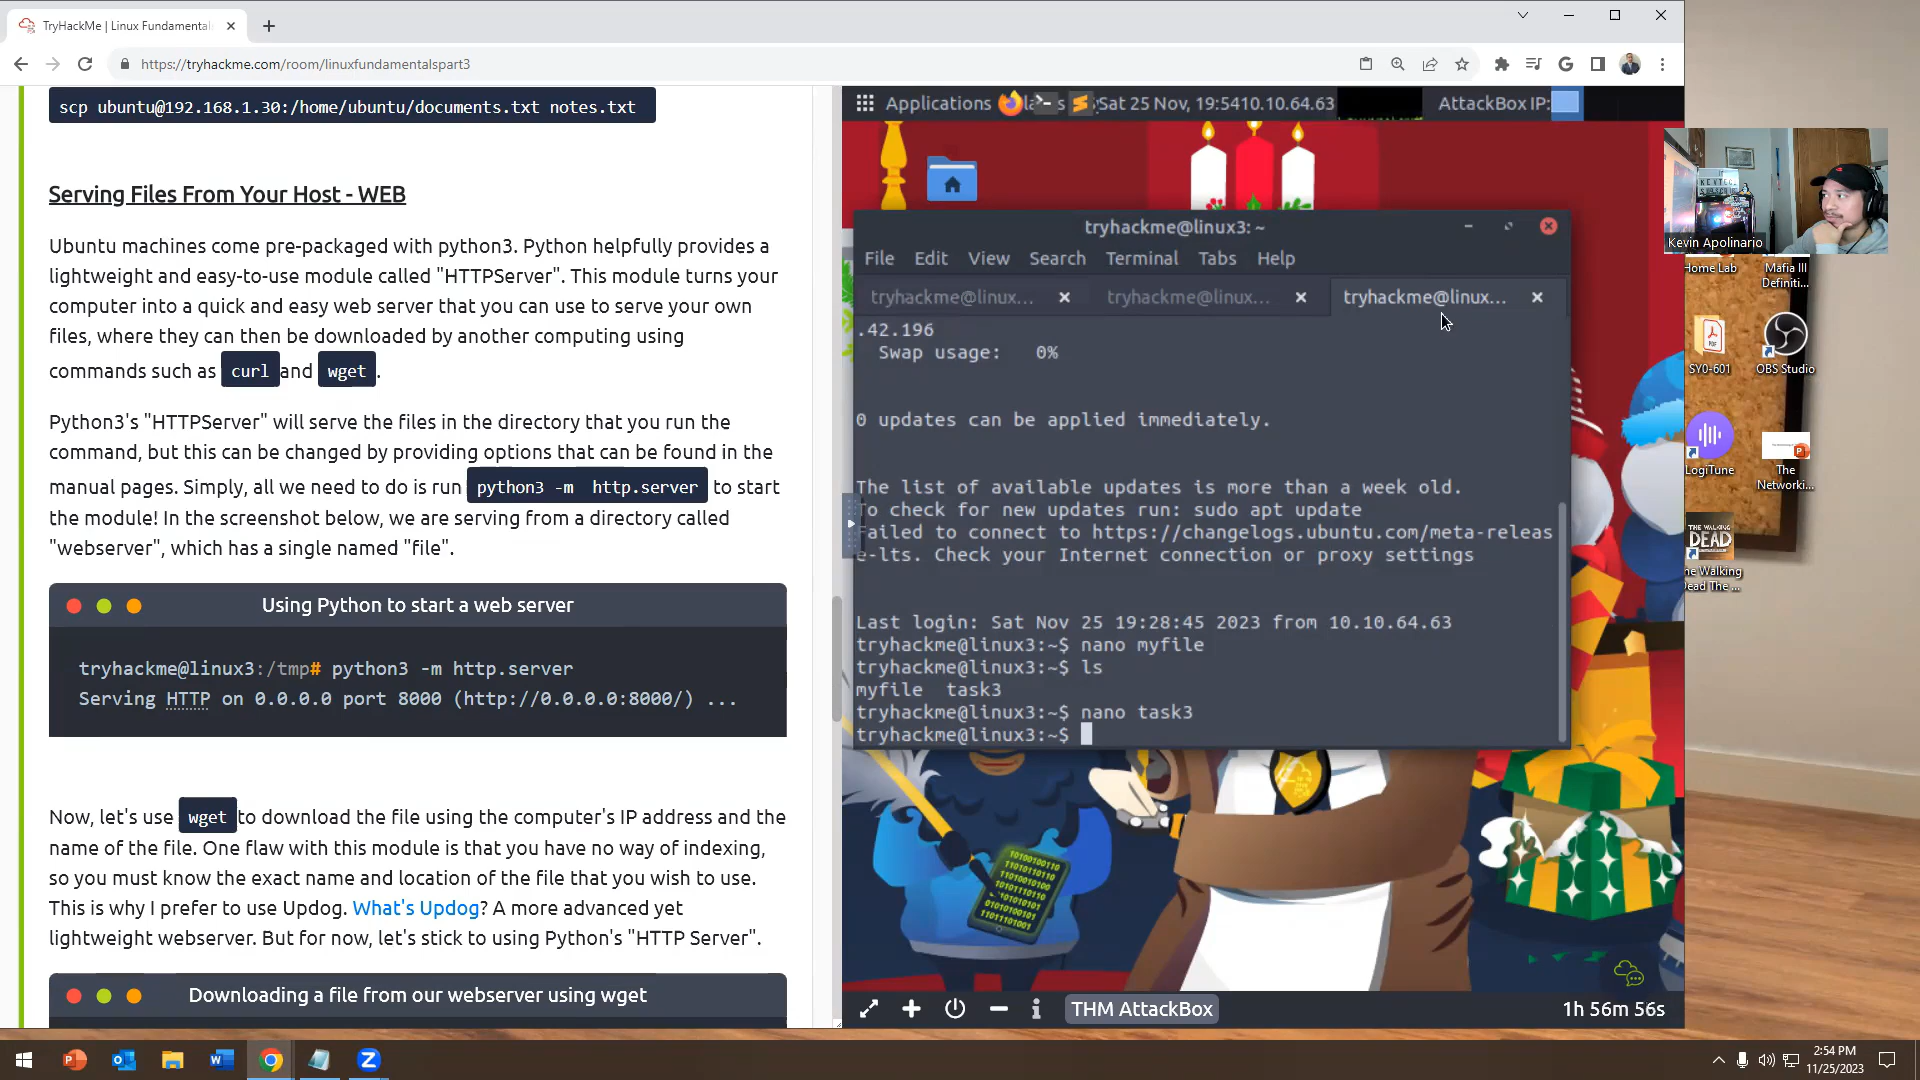 TryHackMe | Linux Fundamental
https://tryhackme.com/room/linuxfundamentalspart3
scp ubuntu@192.168.1.30:/home/ubuntu/documents.txt notes.txt
Serving Files From Your Host - WEB
Ubuntu machines come pre-packaged with python3. Python helpfully provides a
lightweight and easy-to-use module called "HTTPServer". This module turns your
computer into a quick and easy web server that you can use to serve your own
files, where they can then be downloaded by another computing using
commands such as curl and wget .
Python3's "HTTPServer" will serve the files in the directory that you run the
command, but this can be changed by providing options that can be found in the
manual pages. Simply, all we need to do is run python3 -m  http.server to start
the module! In the screenshot below, we are serving from a directory called
"webserver", which has a single named "file".
Using Python to start a web server
tryhackme@linux3:/tmp# python3 -m http.server
Serving HTTP on 0.0.0.0 port 8000 (http://0.0.0.0:8000/) ...
Now, let's use wget to download the file using the computer's IP address and the
name of the file. One flaw with this module is that you have no way of indexing,
so you must know the exact name and location of the file that you wish to use.
This is why I prefer to use Updog. What's Updog? A more advanced yet
lightweight webserver. But for now, let's stick to using Python's "HTTP Server".
Downloading a file from our webserver using wget
Applications
Sat 25 Nov, 19:54
10.10.64.63
AttackBox IP:
tryhackme@linux3: ~
File Edit View Search Terminal Tabs Help
tryhackme@linux... tryhackme@linux... tryhackme@linux...
.42.196
Swap usage:   0%
0 updates can be applied immediately.
The list of available updates is more than a week old.
To check for new updates run: sudo apt update
Failed to connect to https://changelogs.ubuntu.com/meta-releas
e-lts. Check your Internet connection or proxy settings
Last login: Sat Nov 25 19:28:45 2023 from 10.10.64.63
tryhackme@linux3:~$ nano myfile
tryhackme@linux3:~$ ls
myfile  task3
tryhackme@linux3:~$ nano task3
tryhackme@linux3:~$
THM AttackBox
1h 56m 56s
Kevin Apolinario
Home Lab
Mafia III
Definiti...
SY0-601
OBS Studio
LogiTune
The
Networki...
THE WALKING
DEAD
he Walking
Dead The ...
2:54 PM
11/25/2023